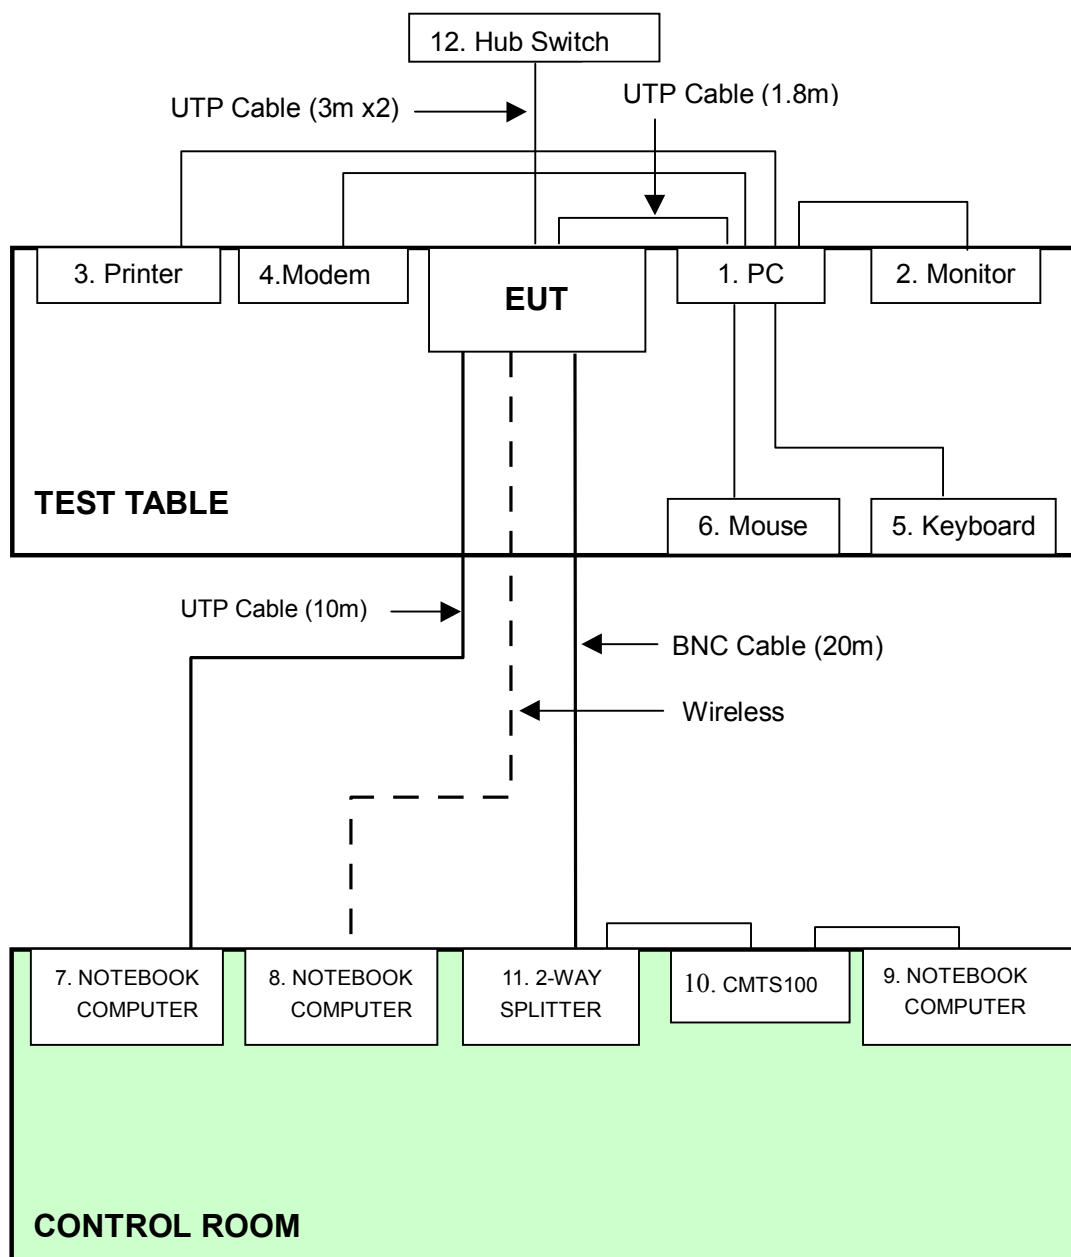 12. Hub Switch
UTP Cable (3m x2)
UTP Cable (1.8m)
3. Printer
4.Modem
EUT
1. PC
2. Monitor
TEST TABLE
6. Mouse
5. Keyboard
UTP Cable (10m)
BNC Cable (20m)
Wireless
7. NOTEBOOK
COMPUTER
8. NOTEBOOK
COMPUTER
11. 2-WAY
SPLITTER
10. CMTS100
9. NOTEBOOK
COMPUTER
CONTROL ROOM